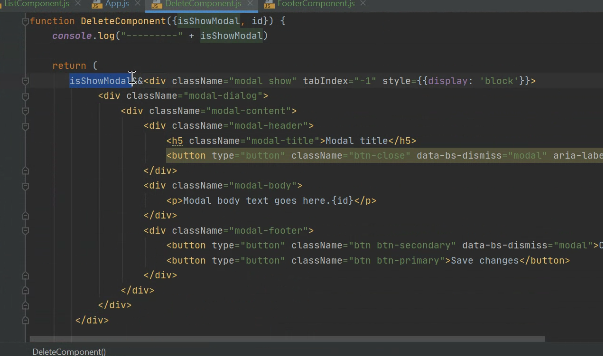 ListComponent.js × App.js × DeleteComponend.js × FooterComponent.js ×
function DeleteComponent({isShowModal, id}) {
console.log("---------" + isShowModal)
return (
isShowModal&&<div className="modal show" tabIndex="-1" style={{display: 'block'}}>
<div className="modal-dialog">
<div className="modal-content">
<div className="modal-header">
<h5 className="modal-title">Modal title</h5>
<button type="button" className="btn-close" data-bs-dismiss="modal" aria-labe
</div>
<div className="modal-body">
<p>Modal body text goes here.{id}</p>
</div>
<div className="modal-footer">
<button type="button" className="btn btn-secondary" data-bs-dismiss="modal">
<button type="button" className="btn btn-primary">Save changes</button>
</div>
</div>
</div>
</div>
DeleteComponent()